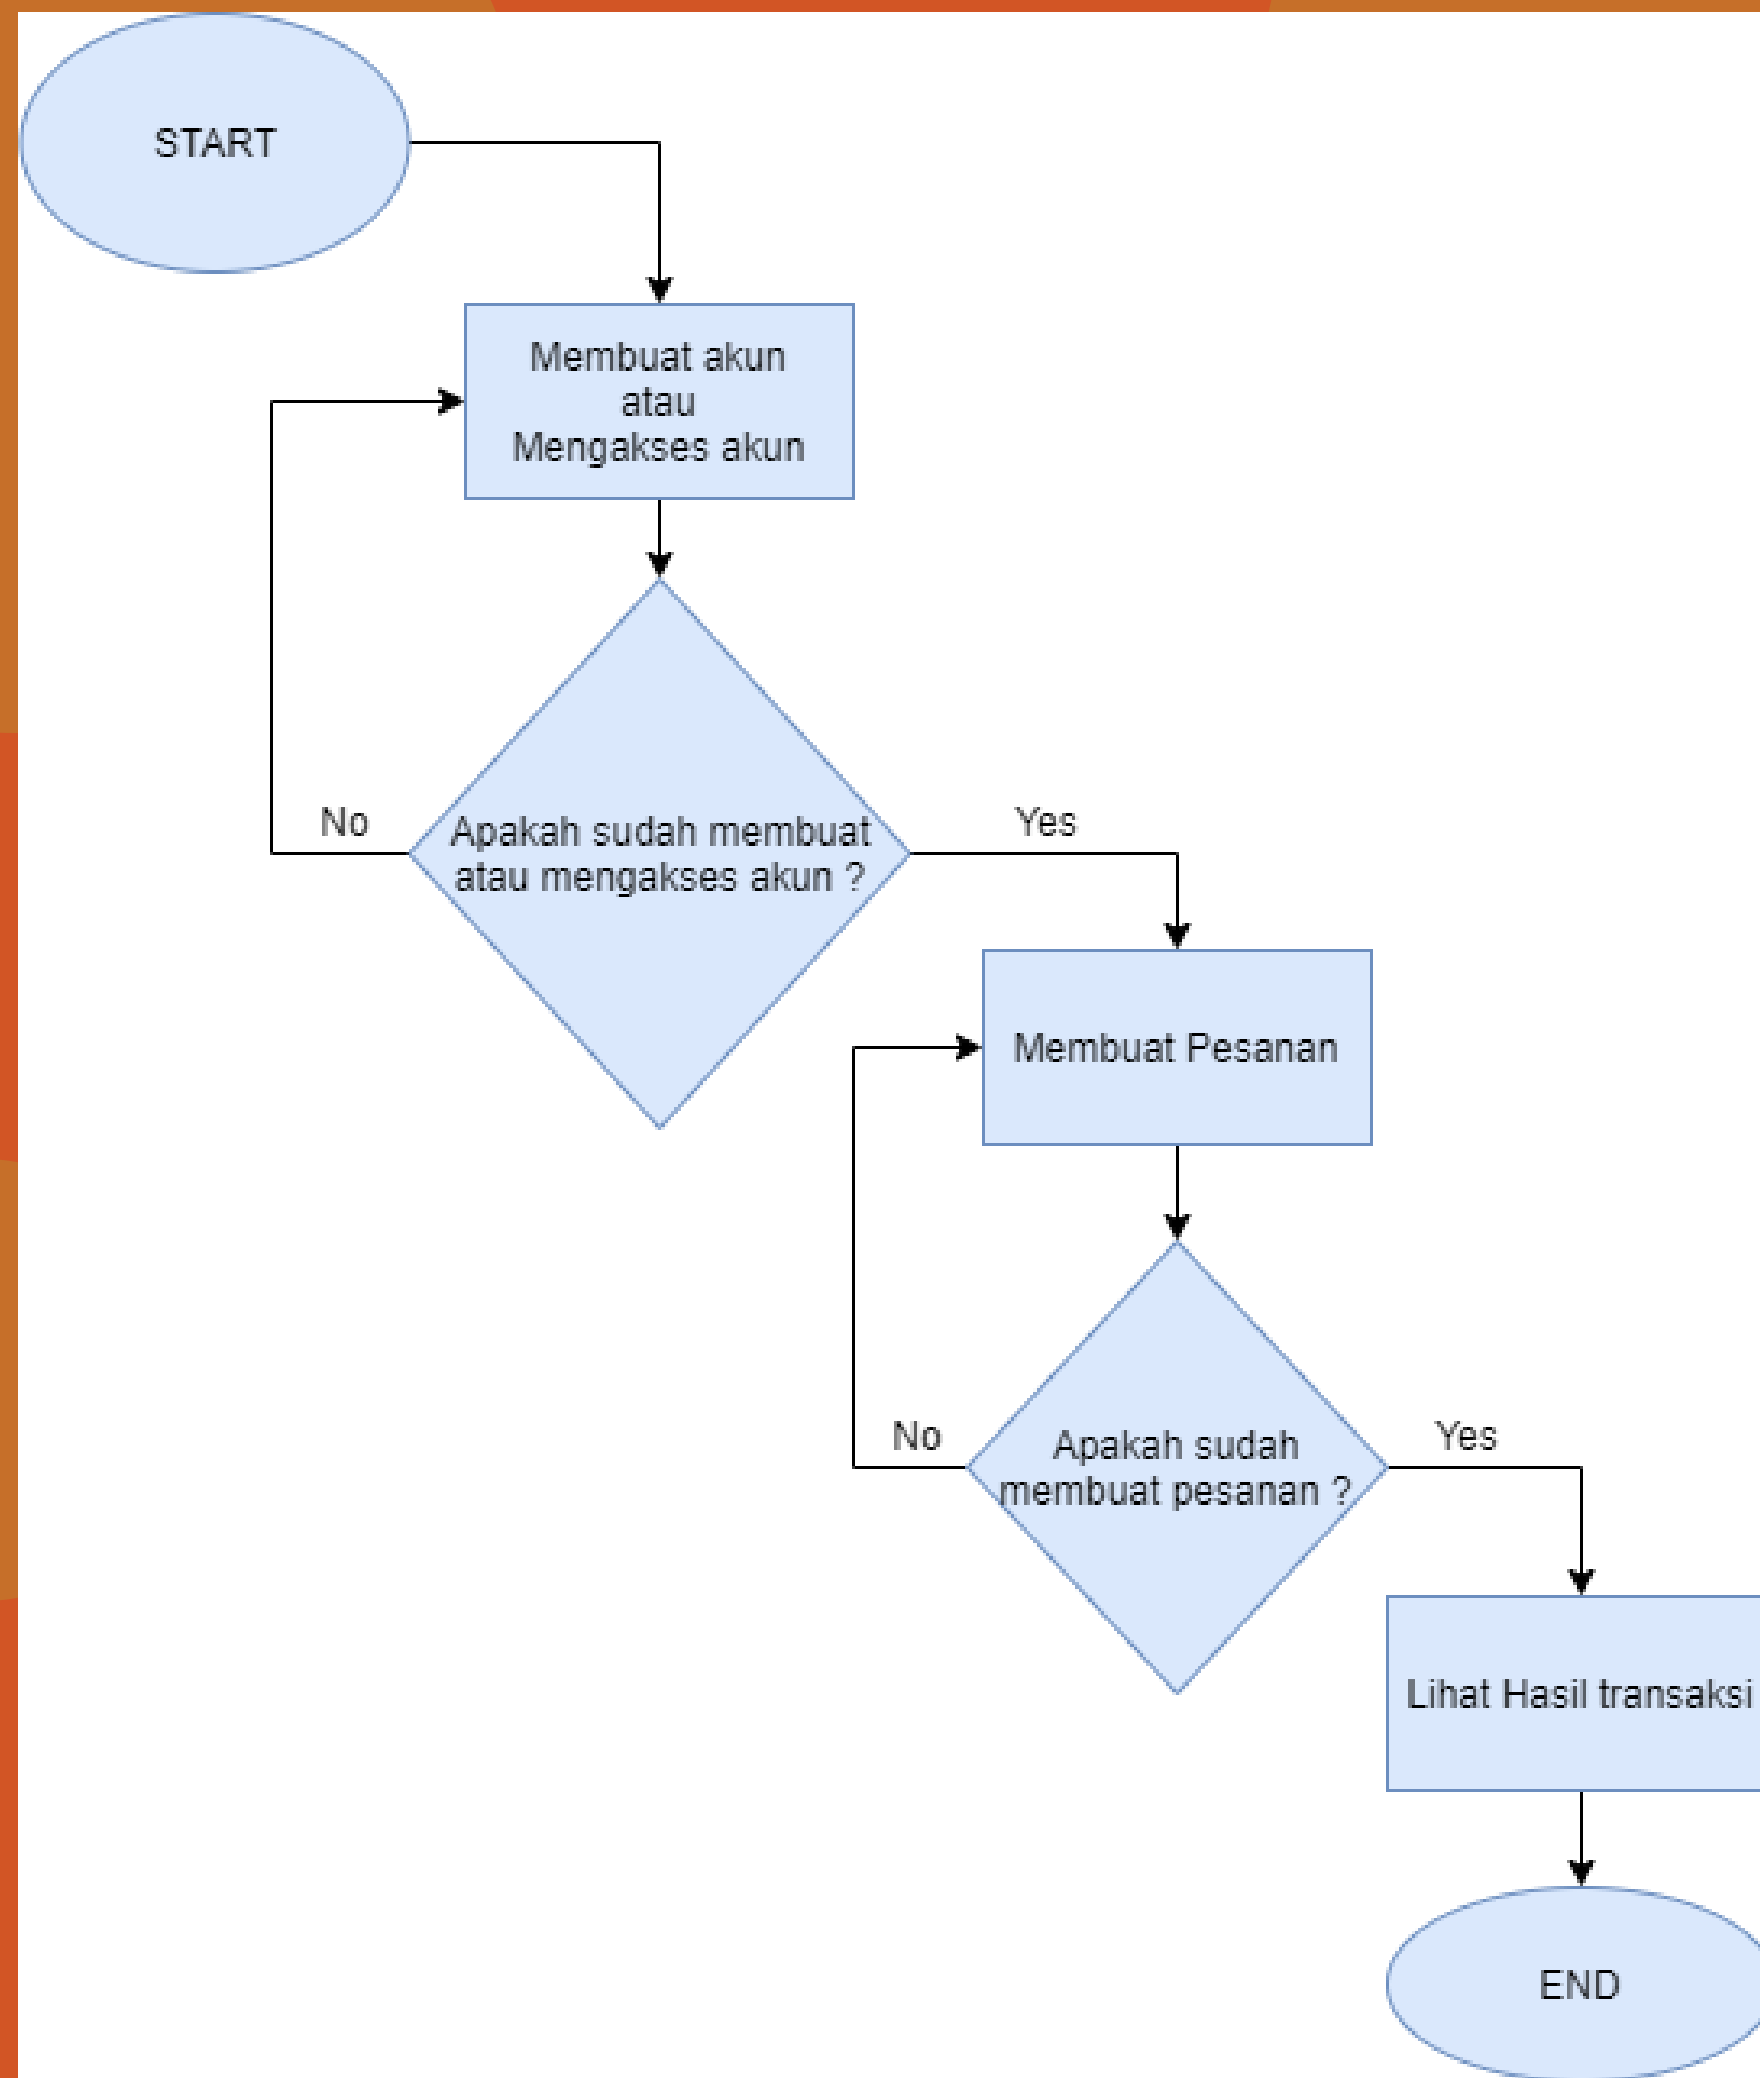 START
Membuat akun
atau
Mengakses akun
No
Apakah sudah membuat
atau mengakses akun ?
Yes
Membuat Pesanan
No
Apakah sudah
membuat pesanan ?
Yes
Lihat Hasil transaksi
END